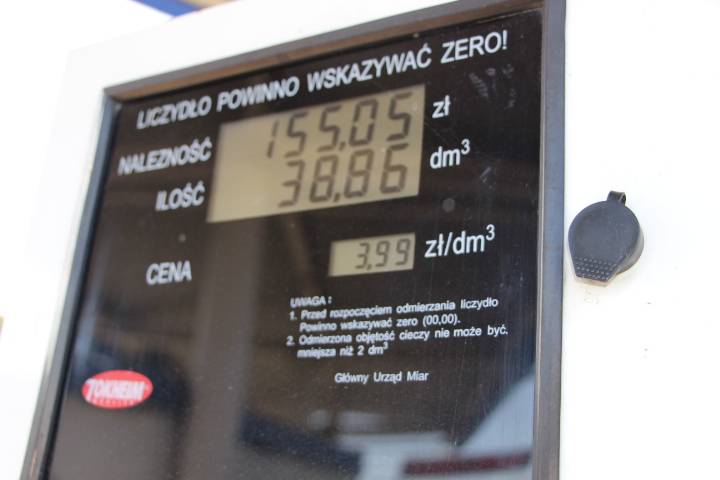 LICZYDŁO POWINNO WSKAZYWAĆ ZERO!
NALEZNOŚĆ 155,05 zł
IŁOŚĆ 38,86 dm³
CENA 3,99 zł/dm³
UWAGA :
1. Przed rozpoczęciem odmierzania liczydło
Powinno wskazywać zero (00,00).
2. Odmierzona objętość cieczy nie może być.
mniejsza niż 2 dm³
Główny Urząd Miar
TOKHEIM